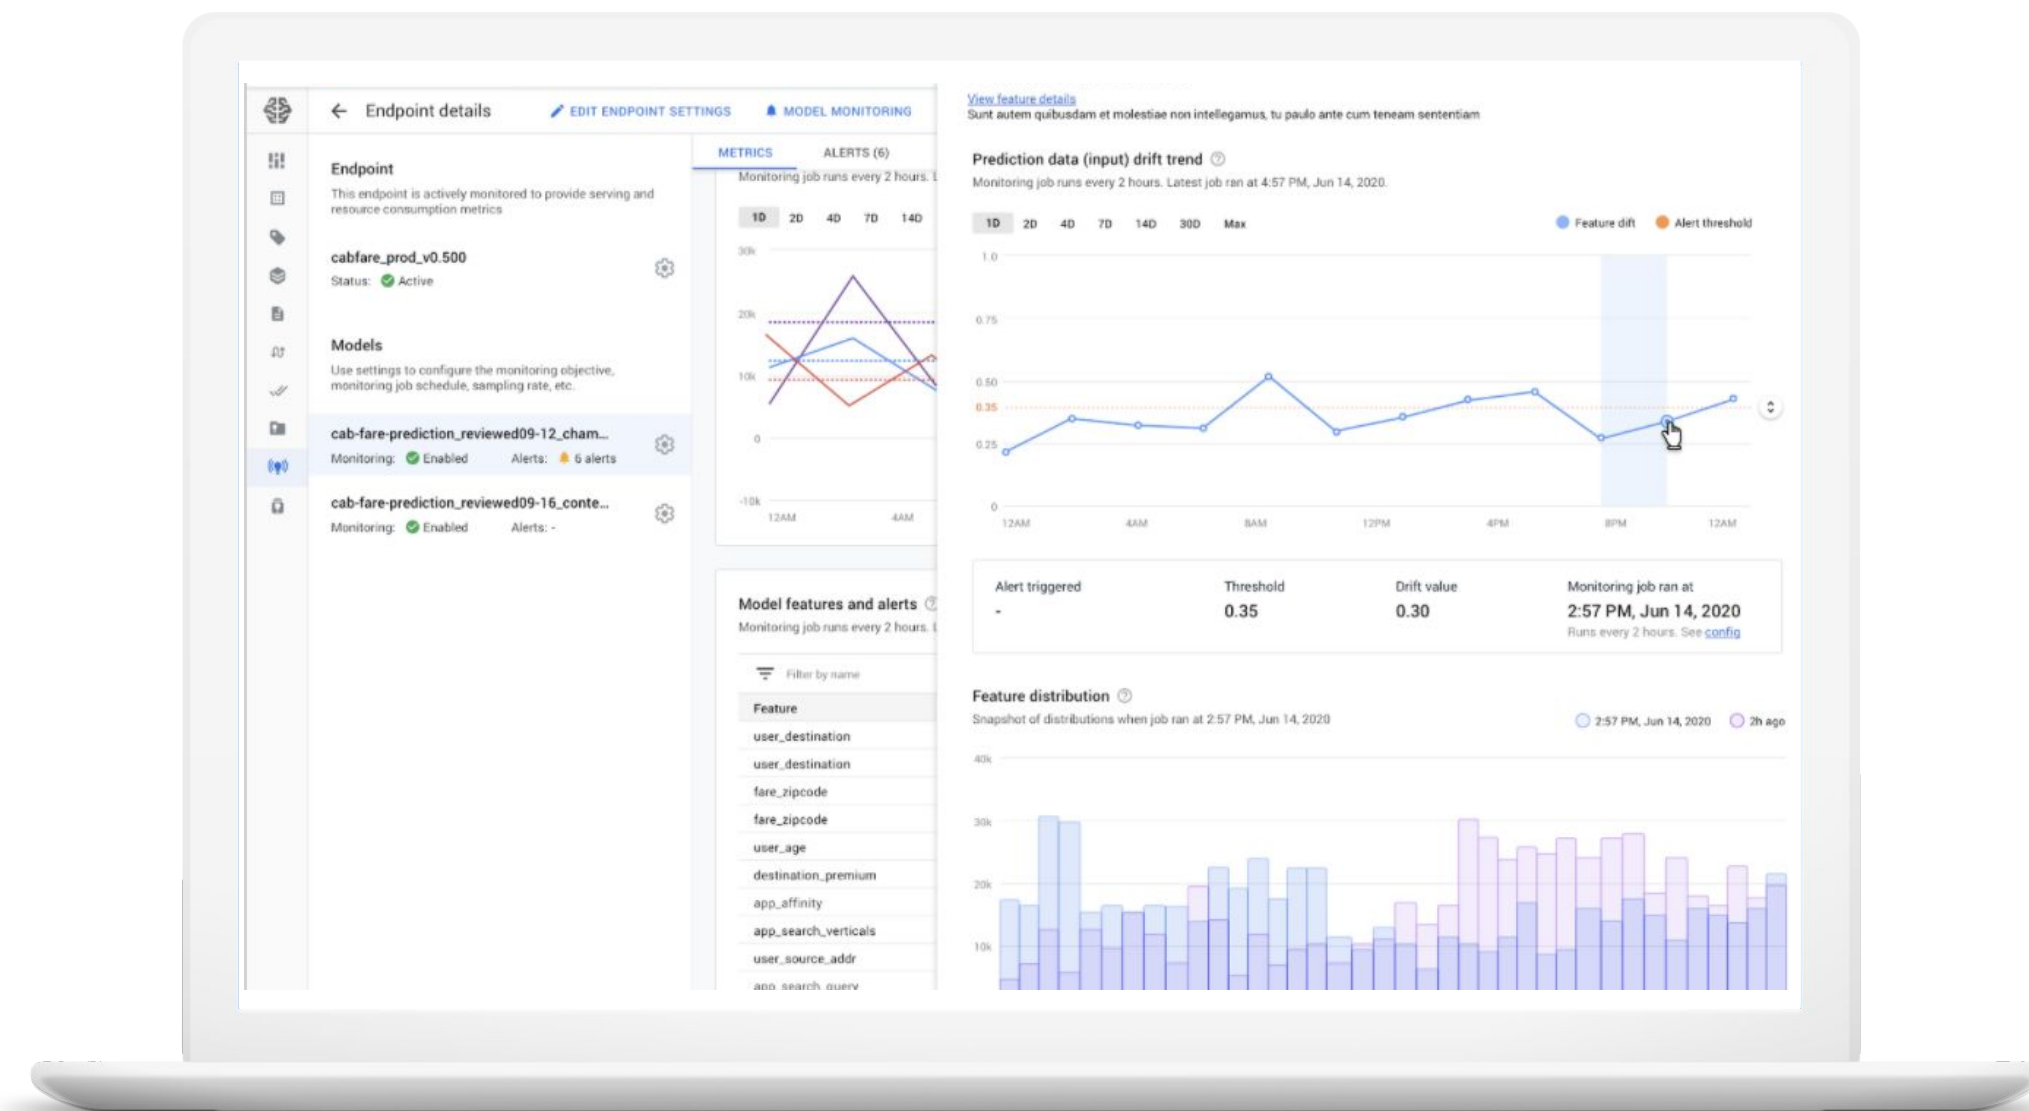 Endpoint details
EDIT ENDPOINT SETTINGS
MODEL MONITORING
Endpoint
This endpoint is actively monitored to provide serving and
resource consumption metrics
cabfare_prod_v0.500
Status: Active
Models
Use settings to configure the monitoring objective,
monitoring job schedule, sampling rate, etc.
cab-fare-prediction_reviewed09-12_cham...
Monitoring: Enabled Alerts: 6 alerts
cab-fare-prediction_reviewed09-16_conte...
Monitoring: Enabled Alerts: -
METRICS ALERTS (6)
Monitoring job runs every 2 hours. L
1D 2D 4D 7D 14D
30k
20k
10k
0
-10k
12AM 4AM
Model features and alerts
Monitoring job runs every 2 hours. L
Filter by name
Feature
user_destination
user_destination
fare_zipcode
fare_zipcode
user_age
destination_premium
app_affinity
app_search_verticals
user_source_addr
app_search_query
View feature details
Sunt autem quibusdam et molestiae non intellegamus, tu paulo ante cum teneam sententiam
Prediction data (input) drift trend
Monitoring job runs every 2 hours. Latest job ran at 4:57 PM, Jun 14, 2020.
1D 2D 4D 7D 14D 30D Max
Feature dift Alert threshold
1.0
0.75
0.50
0.35
0.25
0
12AM 4AM 8AM 12PM 4PM 8PM 12AM
Alert triggered Threshold Drift value Monitoring job ran at
- 0.35 0.30 2:57 PM, Jun 14, 2020
Runs every 2 hours. See config
Feature distribution
Snapshot of distributions when job ran at 2:57 PM, Jun 14, 2020
2:57 PM, Jun 14, 2020 2h ago
40k
30k
20k
10k